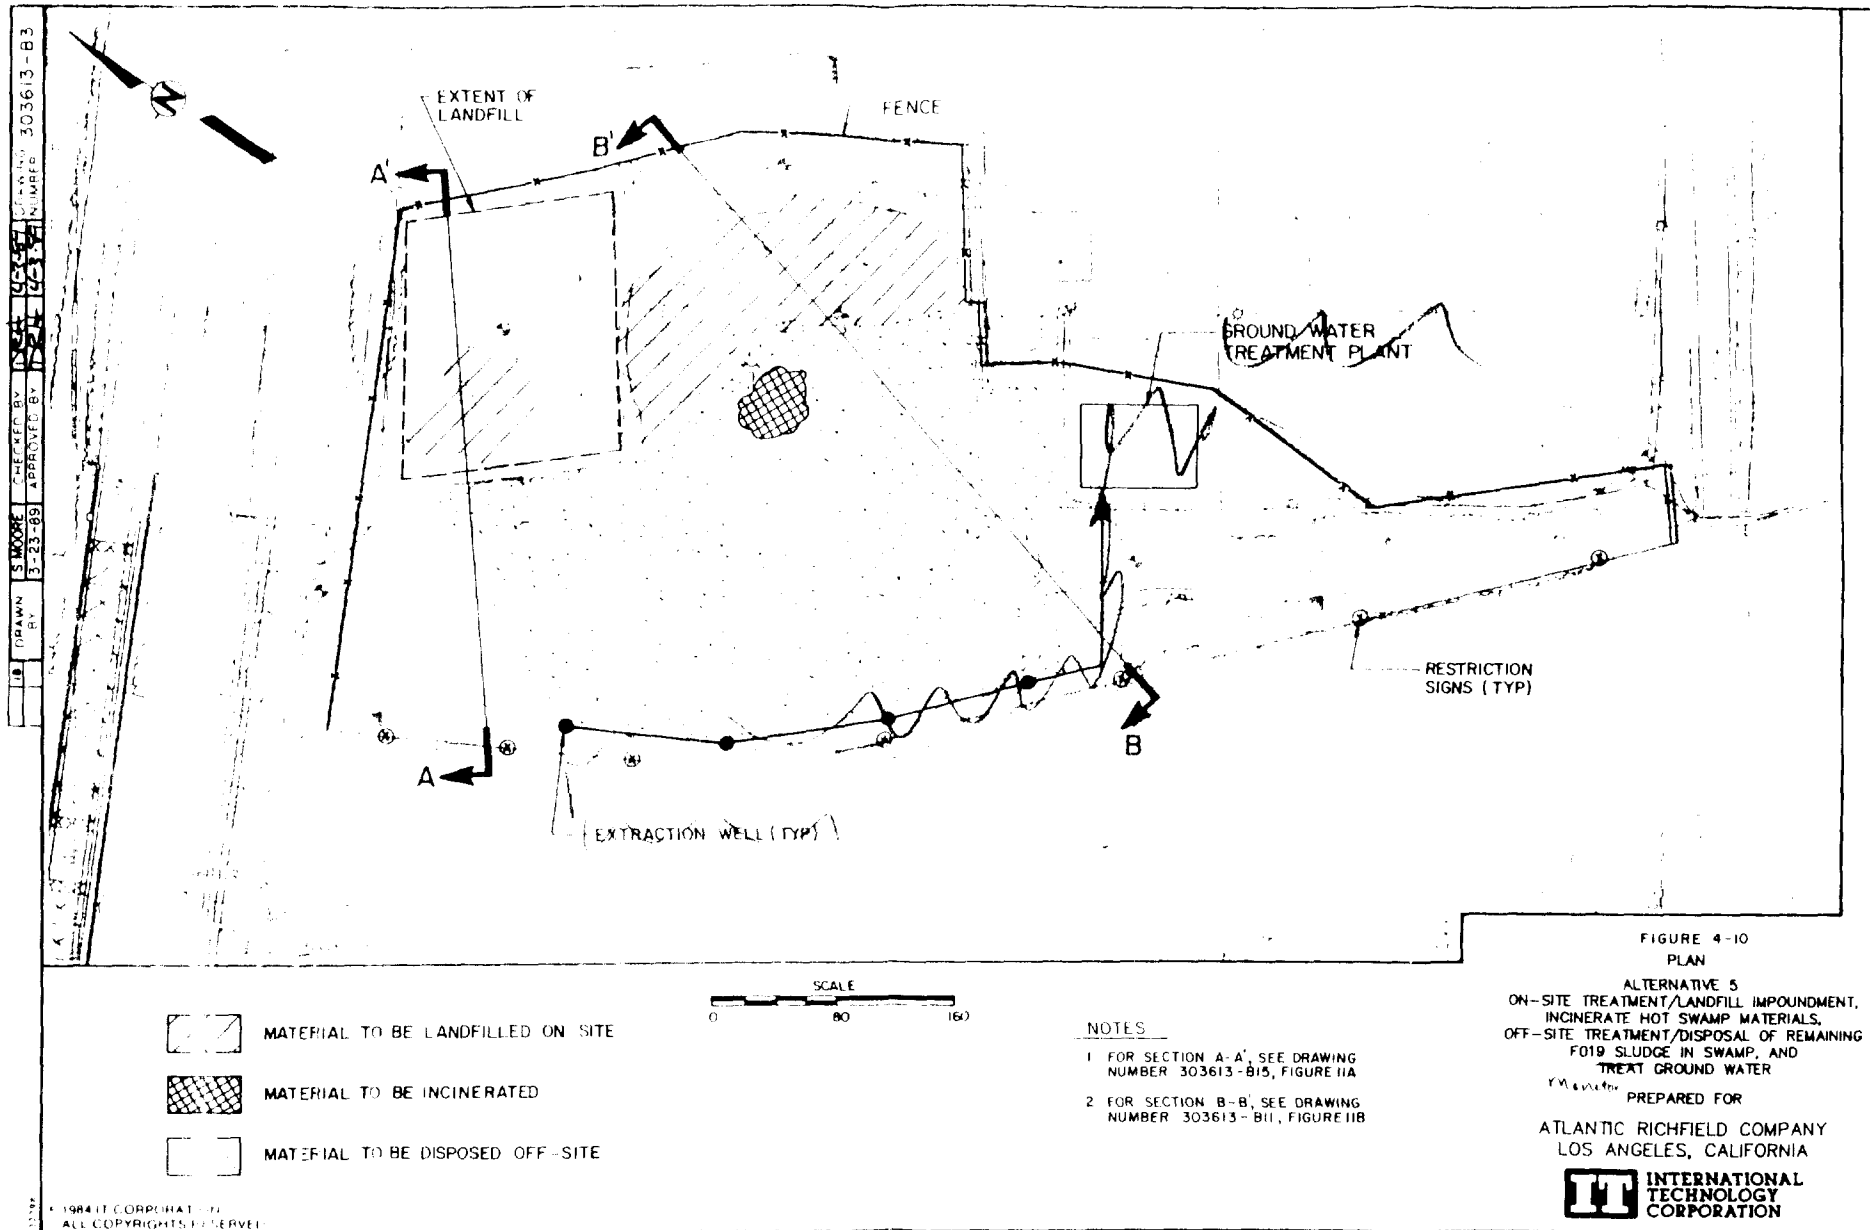 DRAWING NUMBER 303613-B3
CHECKED BY
APPROVED BY
DRAWN BY S.MOORE 3-23-89
N
EXTENT OF
LANDFILL
FENCE
A'
B'
GROUND WATER
TREATMENT PLANT
RESTRICTION
SIGNS (TYP)
A
B
EXTRACTION WELL (TYP)
SCALE
0 80 160
MATERIAL TO BE LANDFILLED ON SITE
MATERIAL TO BE INCINERATED
MATERIAL TO BE DISPOSED OFF-SITE
NOTES
1 FOR SECTION A-A', SEE DRAWING
NUMBER 303613-B15, FIGURE 11A
2 FOR SECTION B-B', SEE DRAWING
NUMBER 303613-B11, FIGURE 11B
FIGURE 4-10
PLAN
ALTERNATIVE 5
ON-SITE TREATMENT/LANDFILL IMPOUNDMENT,
INCINERATE HOT SWAMP MATERIALS,
OFF-SITE TREATMENT/DISPOSAL OF REMAINING
F019 SLUDGE IN SWAMP, AND
TREAT GROUND WATER
Monitor
PREPARED FOR
ATLANTIC RICHFIELD COMPANY
LOS ANGELES, CALIFORNIA
IT INTERNATIONAL
TECHNOLOGY
CORPORATION
1984 IT CORPORATION
ALL COPYRIGHTS RESERVED